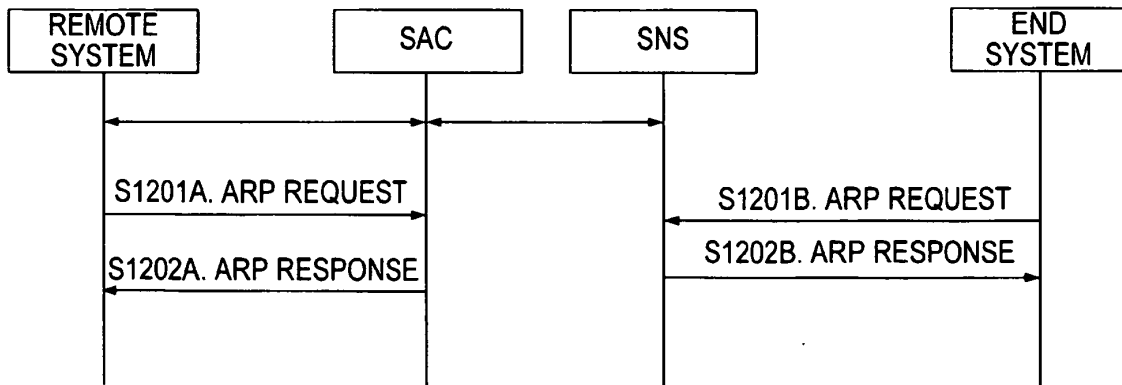 REMOTE
SYSTEM
SAC
SNS
END
SYSTEM
S1201A. ARP REQUEST
S1201B. ARP REQUEST
S1202B. ARP RESPONSE
S1202A. ARP RESPONSE